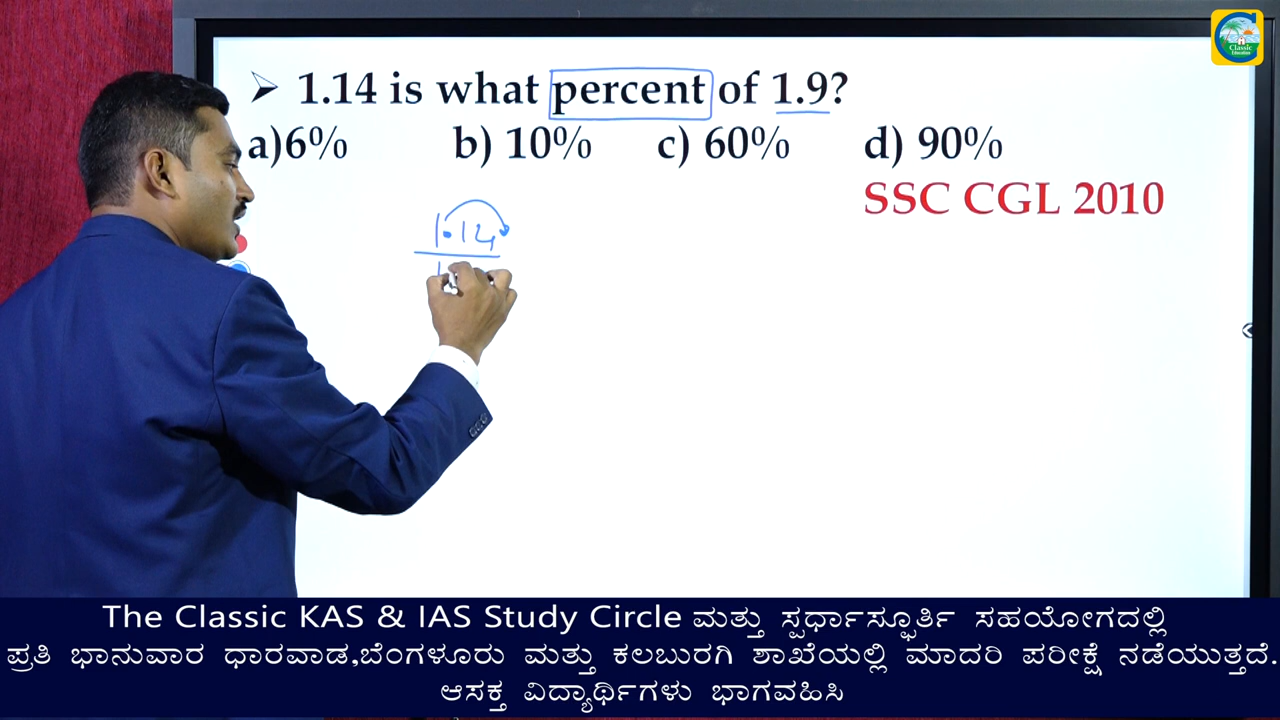 Classic
Education
➢ 1.14 is what percent of 1.9?
a)6% b) 10% c) 60% d) 90%
SSC CGL 2010
1.14
The Classic KAS & IAS Study Circle ಮತ್ತು ಸ್ಪರ್ಧಾಸ್ಫೂರ್ತಿ ಸಹಯೋಗದಲ್ಲಿ
ಪ್ರತಿ ಭಾನುವಾರ ಧಾರವಾಡ,ಬೆಂಗಳೂರು ಮತ್ತು ಕಲಬುರಗಿ ಶಾಖೆಯಲ್ಲಿ ಮಾದರಿ ಪರೀಕ್ಷೆ ನಡೆಯುತ್ತದೆ.
ಆಸಕ್ತ ವಿದ್ಯಾರ್ಥಿಗಳು ಭಾಗವಹಿಸಿ